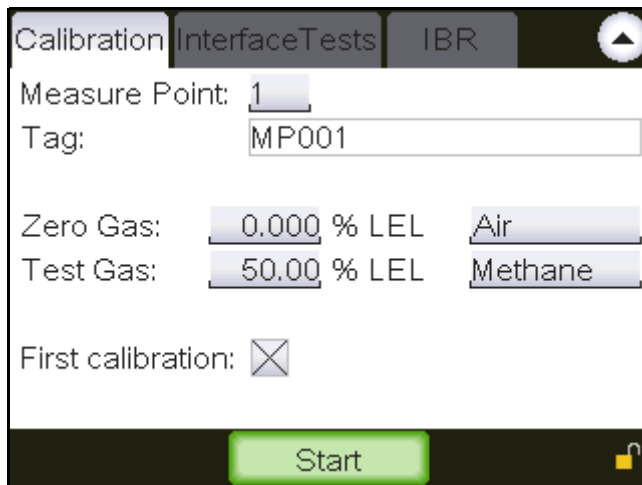 Calibration InterfaceTests IBR
Measure Point: 1
Tag: MP001
Zero Gas: 0.000 % LEL Air
Test Gas: 50.00 % LEL Methane
First calibration:
Start